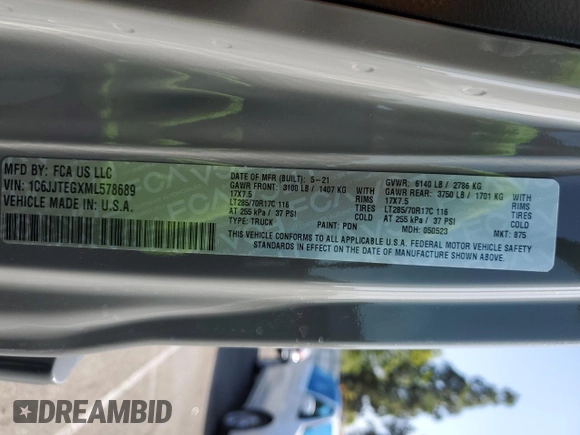 MFD BY: FCA US LLC
VIN: 1C6JJTEGXML578689
VEHICLE MADE IN: U.S.A.
DATE OF MFR (BUILT): 5-21
GAWR FRONT: 3100 LB / 1407 KG
17X7.5 RIMS
LT285/70R17C 116 TIRES
AT 255 kPa / 37 PSI COLD
TYPE: TRUCK PAINT: PDN
GVWR: 6140 LB / 2786 KG
GAWR REAR: 3750 LB / 1701 KG
17X7.5 RIMS
LT285/70R17C 116 TIRES
AT 255 kPa / 37 PSI COLD
MDH: 050523 MKT: 875
THIS VEHICLE CONFORMS TO ALL APPLICABLE U.S.A. FEDERAL MOTOR VEHICLE SAFETY
STANDARDS IN EFFECT ON THE DATE OF MANUFACTURE SHOWN ABOVE.
DREAMBID